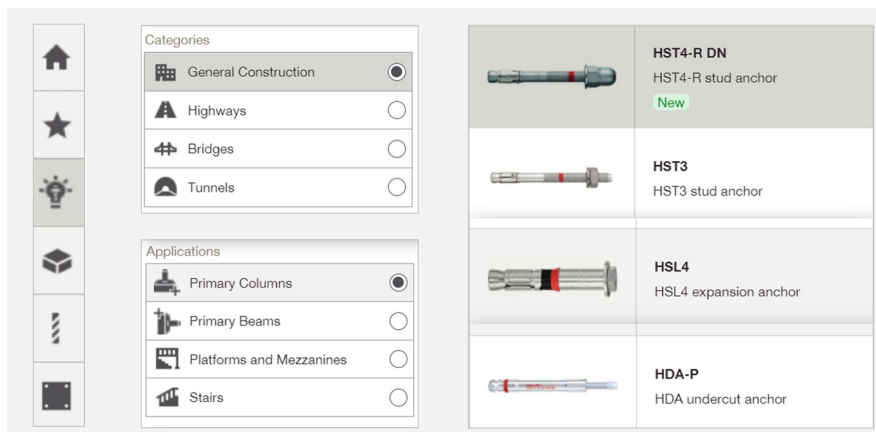 Categories
General Construction
Highways
Bridges
Tunnels
Applications
Primary Columns
Primary Beams
Platforms and Mezzanines
Stairs
HST4-R DN
HST4-R stud anchor
New
HST3
HST3 stud anchor
HSL4
HSL4 expansion anchor
HDA-P
HDA undercut anchor